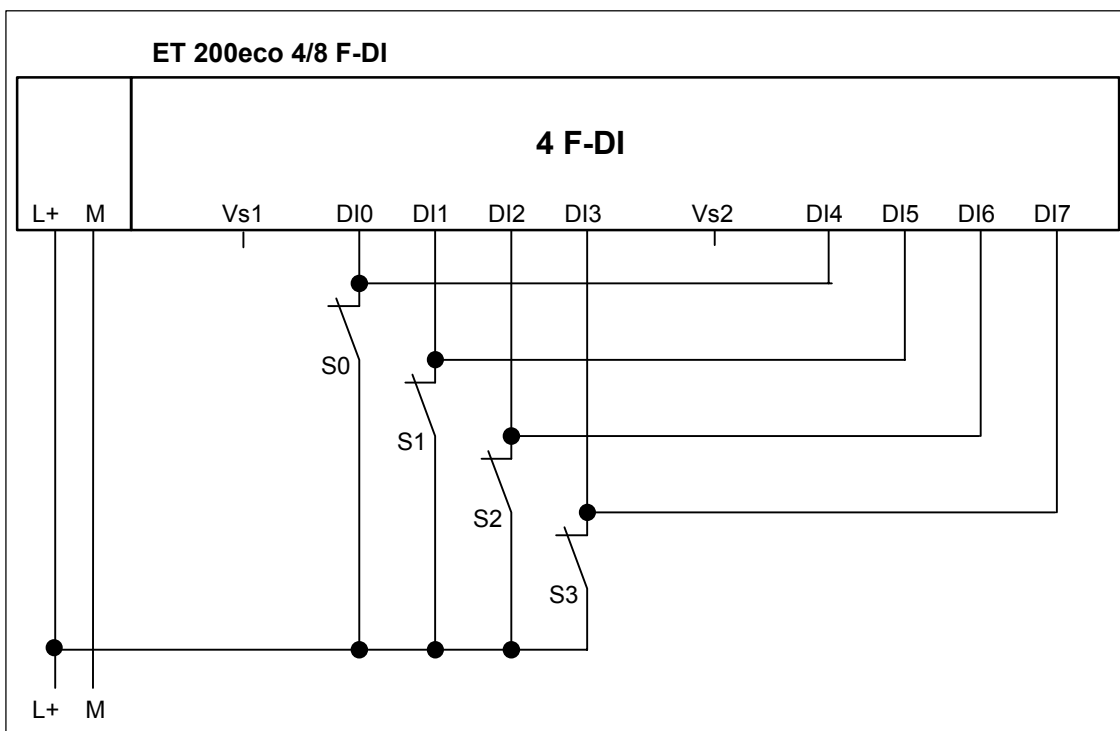 ET 200eco 4/8 F-DI
4 F-DI
L+ M Vs1 DI0 DI1 DI2 DI3 Vs2 DI4 DI5 DI6 DI7
S0
S1
S2
S3
L+ M